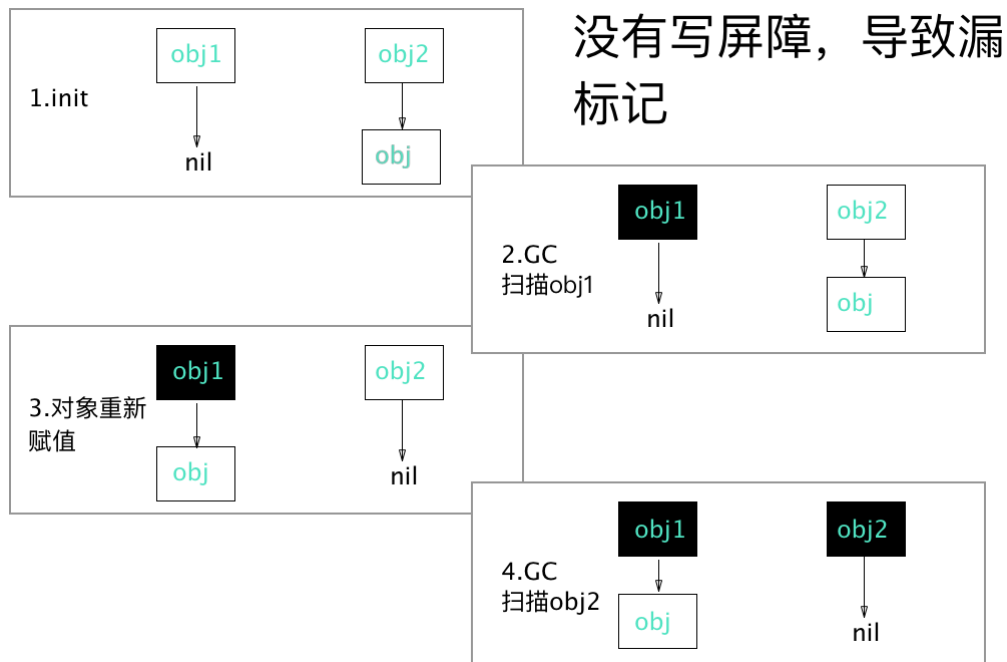 没有写屏障，导致漏
标记
1.init
obj1
nil
obj2
obj
2.GC
扫描obj1
obj1
nil
obj2
obj
3.对象重新
赋值
obj1
obj
obj2
nil
4.GC
扫描obj2
obj1
obj
obj2
nil